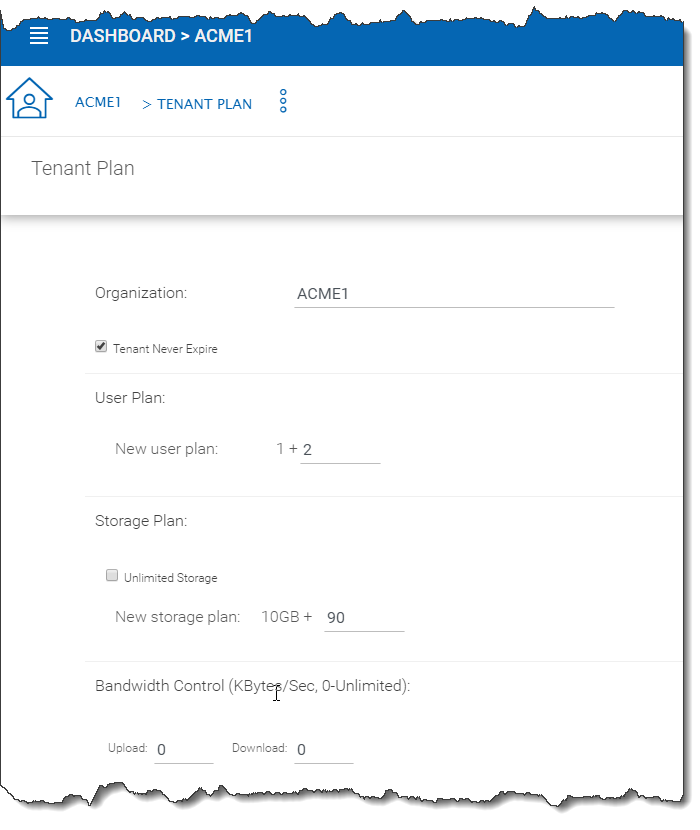 DASHBOARD > ACME1
ACME1 > TENANT PLAN
Tenant Plan
Organization: ACME1
Tenant Never Expire
User Plan:
New user plan: 1 + 2
Storage Plan:
Unlimited Storage
New storage plan: 10GB + 90
Bandwidth Control (KBytes/Sec, 0-Unlimited):
Upload: 0 Download: 0